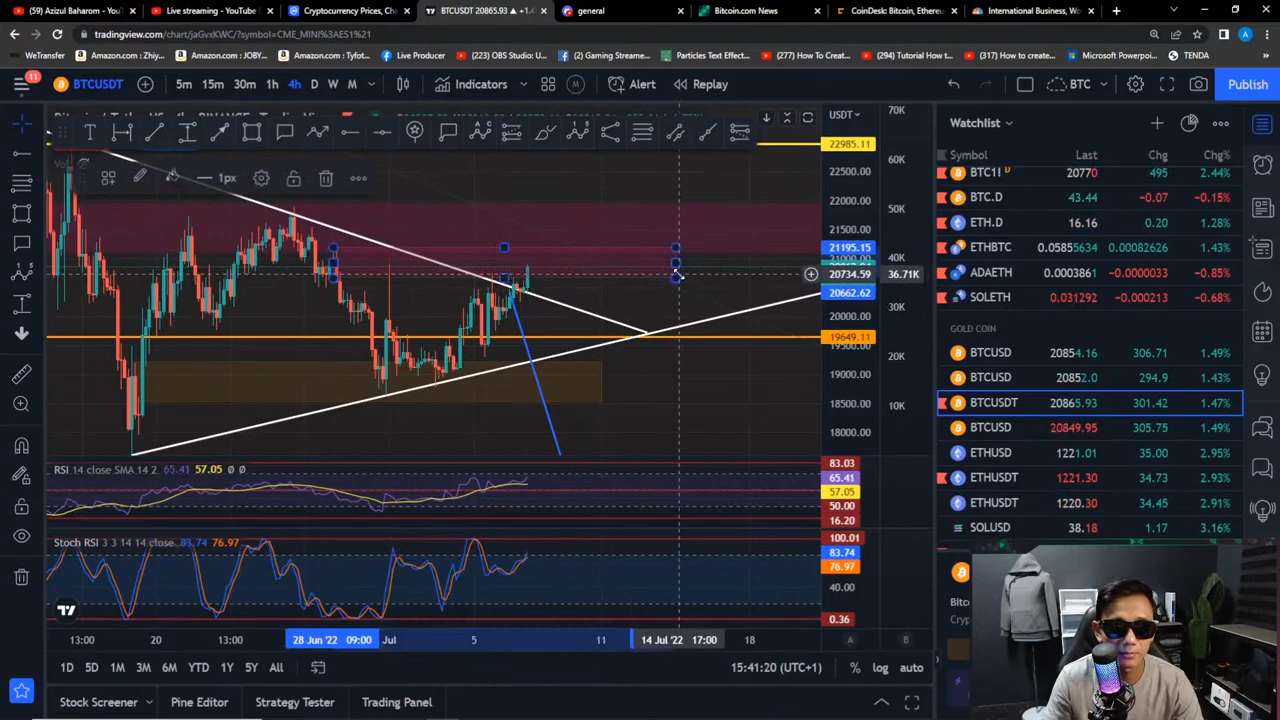 (59) Azizul Baharom - YouT
Live streaming - YouTube
Cryptocurrency Prices, Cha
BTCUSDT 20865.93 ▲ +1.4
general
Bitcoin.com News
CoinDesk: Bitcoin, Ethereu
International Business, Wo
tradingview.com/chart/jaGvxKWC/?symbol=CME_MINI%3AES1%21
WeTransfer
Amazon.com : Zhiy...
Amazon.com: JOBY...
Amazon.com : Tyfot...
Live Producer
(223) OBS Studio:...
(2) Gaming Streame...
Particles Text Effect...
(277) How To Creat...
(294) Tutorial How t...
(317) How to create...
Microsoft Powerpoi...
TENDA
11
BTCUSDT
5m 15m 30m 1h 4h D W M
Indicators
Alert
Replay
BTC
Publish
USDT
1px
22985.11
22500.00
22000.00
21500.00
21195.15
21000.00
20734.59
20662.62
20000.00
19649.11
19500.00
19000.00
18500.00
18000.00
70K
60K
50K
40K
36.71K
30K
20K
10K
RSI 14 close SMA 14 2 65.41 57.05 Ø Ø
83.03
65.41
57.05
50.00
16.20
Stoch RSI 3 3 14 14 close 83.74 76.97
100.01
83.74
76.97
40.00
0.36
13:00 20 13:00 28 Jun '22 09:00 Jul 5 11 14 Jul '22 17:00 18
A B
1D 5D 1M 3M 6M YTD 1Y 5Y All
15:41:20 (UTC+1) % log auto
Stock Screener
Pine Editor
Strategy Tester
Trading Panel
Watchlist
Symbol Last Chg Chg%
BTC1! D 20770 495 2.44%
BTC.D 43.44 −0.07 −0.15%
ETH.D 16.16 0.20 1.28%
ETHBTC 0.05855634 0.00082626 1.43%
ADAETH 0.0003861 −0.0000033 −0.85%
SOLETH 0.031292 −0.000213 −0.68%
GOLD COIN
BTCUSD 20854.16 306.71 1.49%
BTCUSD 20852.0 294.9 1.43%
BTCUSDT 20865.93 301.42 1.47%
BTCUSD 20849.95 305.75 1.49%
ETHUSD 1221.01 35.00 2.95%
ETHUSDT 1221.30 34.73 2.93%
ETHUSDT 1220.30 34.45 2.91%
SOLUSD 38.18 1.17 3.16%